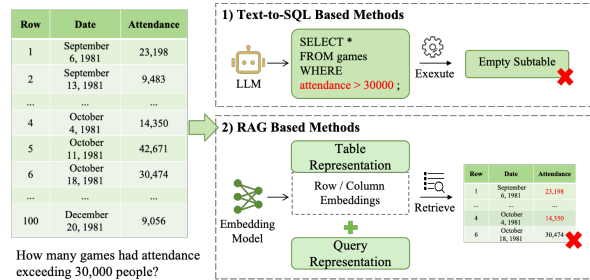 Row Date Attendance
1 September 6, 1981 23,198
2 September 13, 1981 9,483
... ... ...
4 October 4, 1981 14,350
5 October 11, 1981 42,671
6 October 18, 1981 30,474
... ... ...
100 December 20, 1981 9,056
How many games had attendance
exceeding 30,000 people?
1) Text-to-SQL Based Methods
LLM
SELECT *
FROM games
WHERE
attendance > 30000 ;
Exexute
Empty Subtable
2) RAG Based Methods
Embedding
Model
Table
Representation
Row / Column
Embeddings
Query
Representation
Retrieve
Row Date Attendance
1 September 6, 1981 23,198
... ... ...
4 October 4, 1981 14,350
6 October 18, 1981 30,474